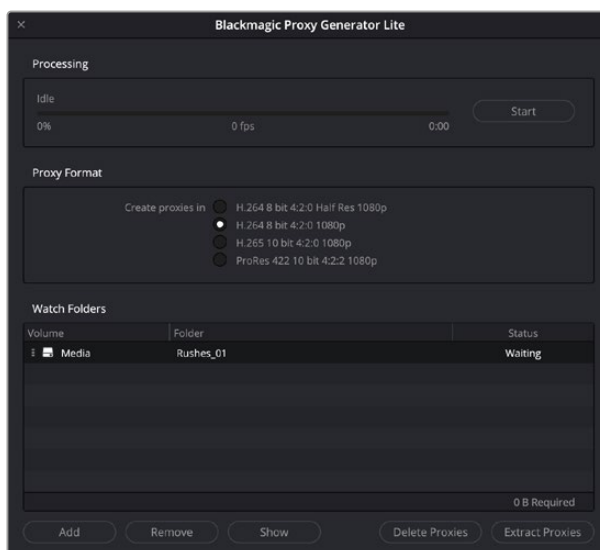 Blackmagic Proxy Generator Lite
Processing
Idle
Start
0% 0 fps 0:00
Proxy Format
Create proxies in H.264 8 bit 4:2:0 Half Res 1080p
H.264 8 bit 4:2:0 1080p
H.265 10 bit 4:2:0 1080p
ProRes 422 10 bit 4:2:2 1080p
Watch Folders
Volume Folder Status
Media Rushes_01 Waiting
0 B Required
Add Remove Show Delete Proxies Extract Proxies